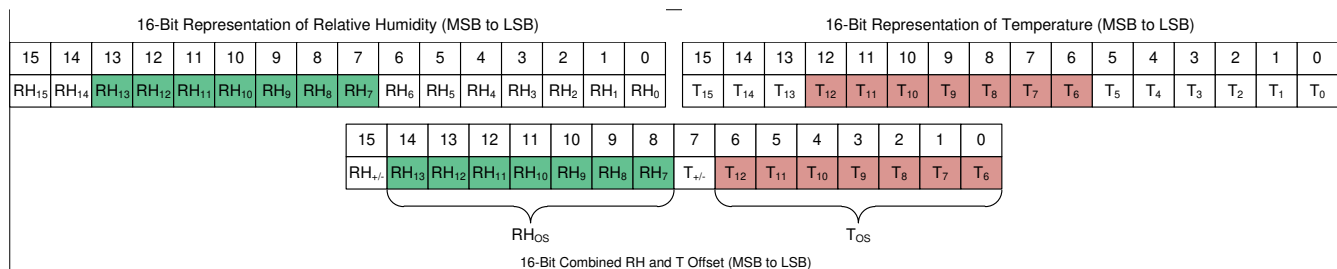 16-Bit Representation of Relative Humidity (MSB to LSB) 16-Bit Representation of Temperature (MSB to LSB)
15 14 13 12 11 10 9 8 7 6 5 4 3 2 1 0 15 14 13 12 11 10 9 8 7 6 5 4 3 2 1 0
RH15 RH14 RH13 RH12 RH11 RH10 RH9 RH8 RH7 RH6 RH5 RH4 RH3 RH2 RH1 RH0 T15 T14 T13 T12 T11 T10 T9 T8 T7 T6 T5 T4 T3 T2 T1 T0
15 14 13 12 11 10 9 8 7 6 5 4 3 2 1 0
RH+/- RH13 RH12 RH11 RH10 RH9 RH8 RH7 T+/- T12 T11 T10 T9 T8 T7 T6
RHOS TOS
16-Bit Combined RH and T Offset (MSB to LSB)